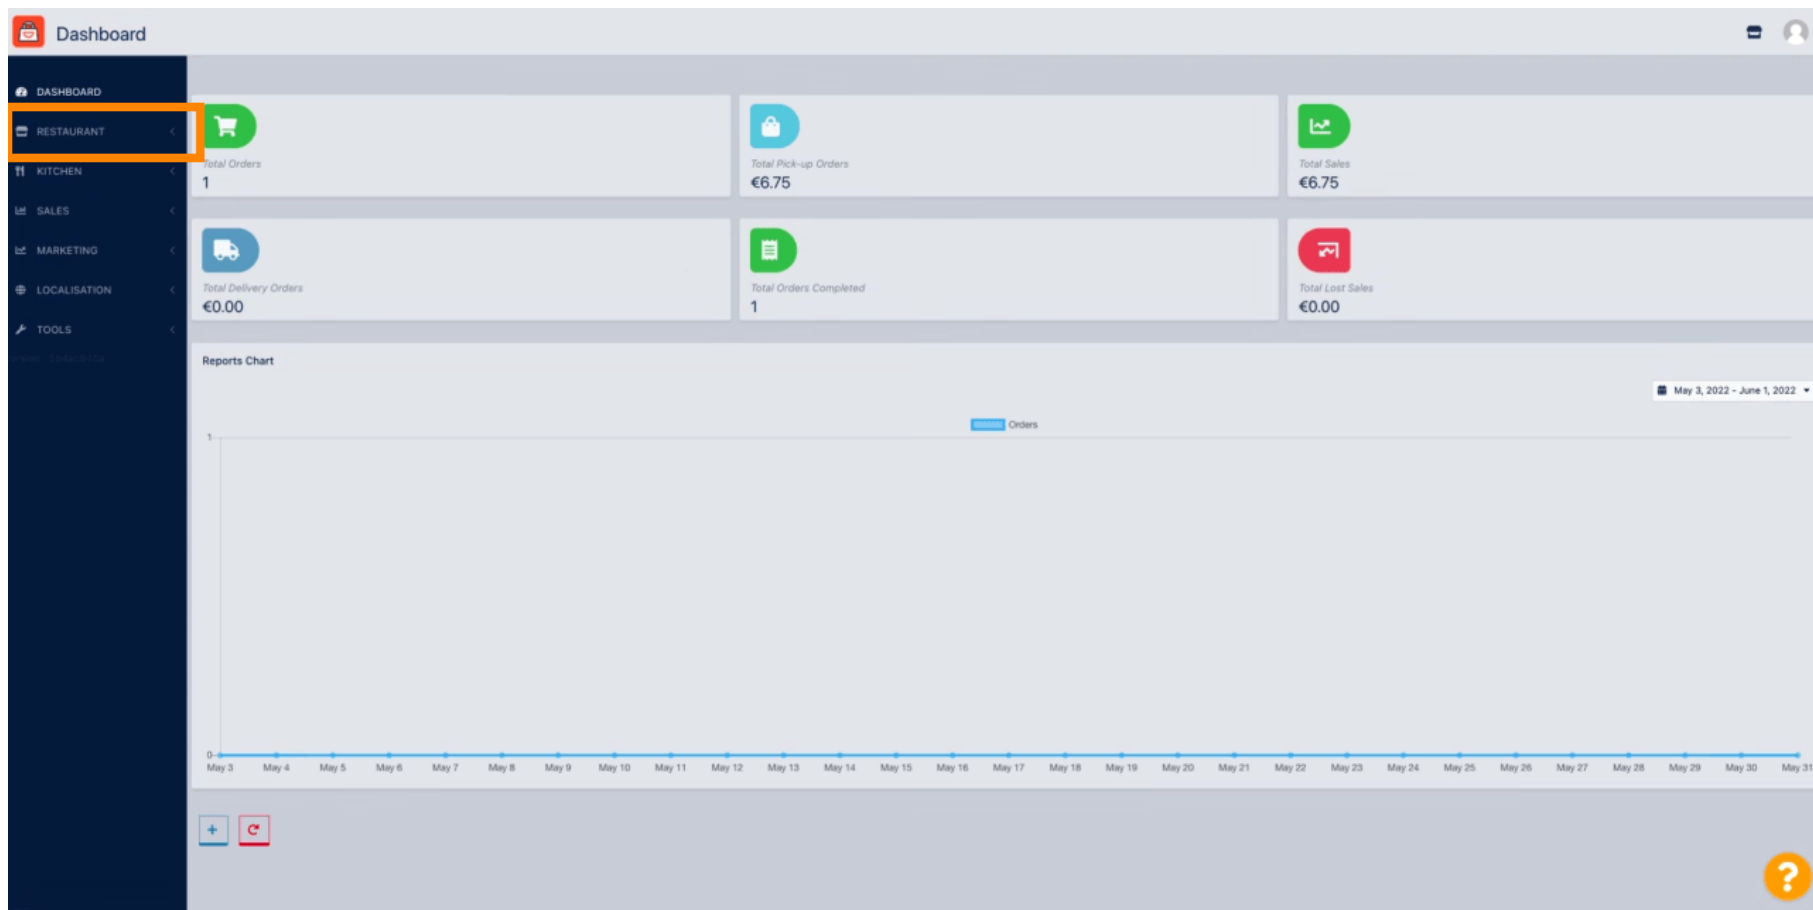 Dashboard
DASHBOARD
RESTAURANT
KITCHEN
SALES
MARKETING
LOCALISATION
TOOLS
Total Orders
1
Total Pick-up Orders
€6.75
Total Sales
€6.75
Total Delivery Orders
€0.00
Total Orders Completed
1
Total Lost Sales
€0.00
Reports Chart
May 3, 2022 - June 1, 2022
Orders
1
0
May 3 May 4 May 5 May 6 May 7 May 8 May 9 May 10 May 11 May 12 May 13 May 14 May 15 May 16 May 17 May 18 May 19 May 20 May 21 May 22 May 23 May 24 May 25 May 26 May 27 May 28 May 29 May 30 May 31
+
?